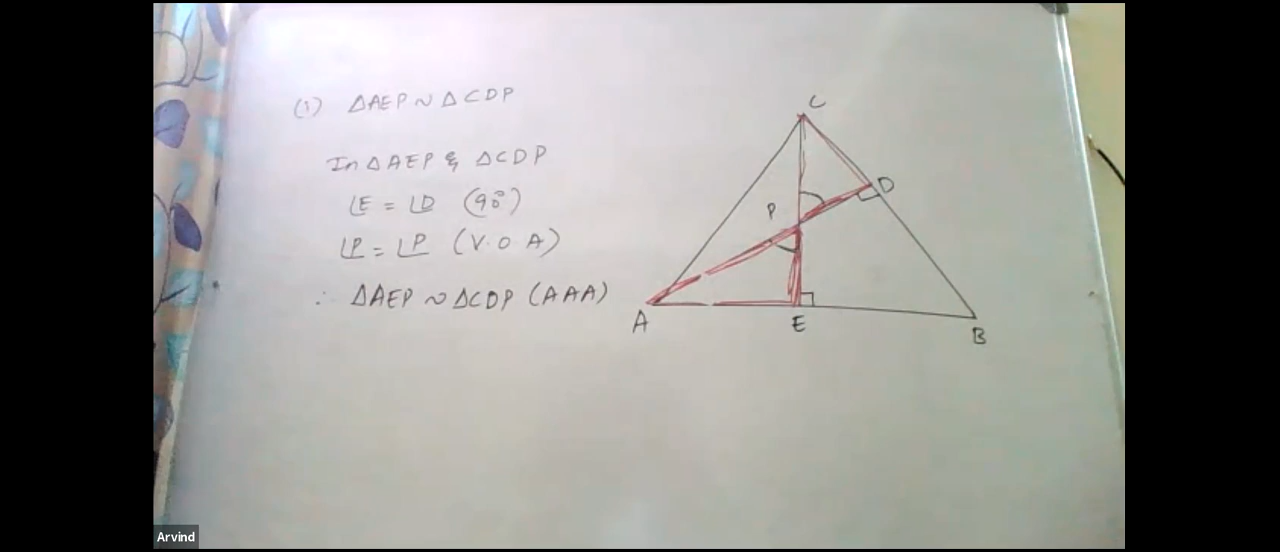 (1) ΔAEP ~ ΔCDP
In ΔAEP & ΔCDP
∠E = ∠D (90°)
∠P = ∠P (V.O A)
∴ ΔAEP ~ ΔCDP (AAA)
C
D
P
A
E
B
Arvind